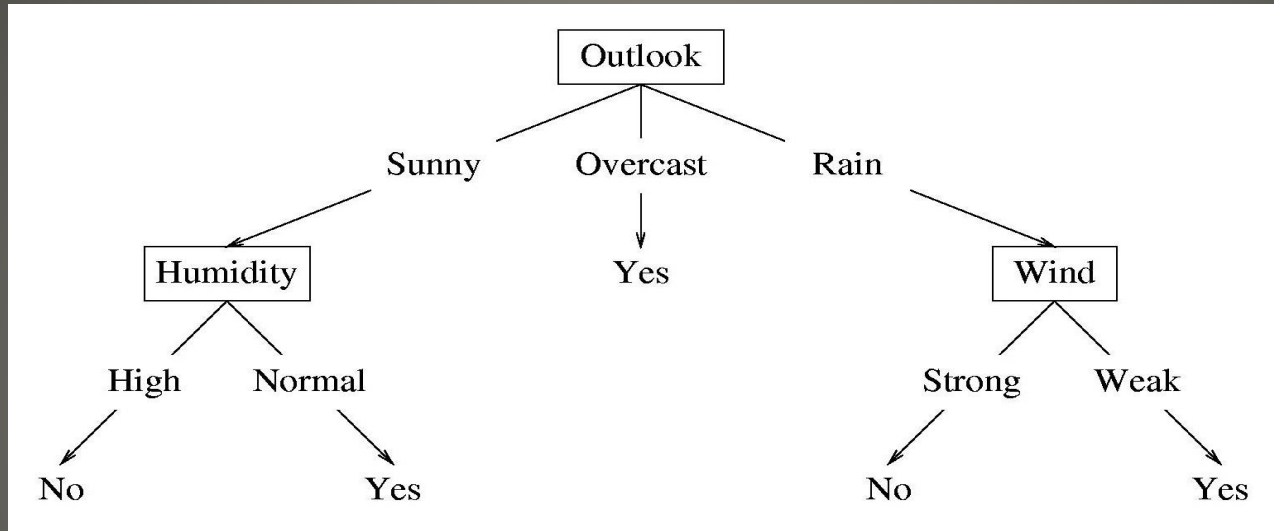 Outlook
Sunny Overcast Rain
Humidity Yes Wind
High Normal Strong Weak
No Yes No Yes